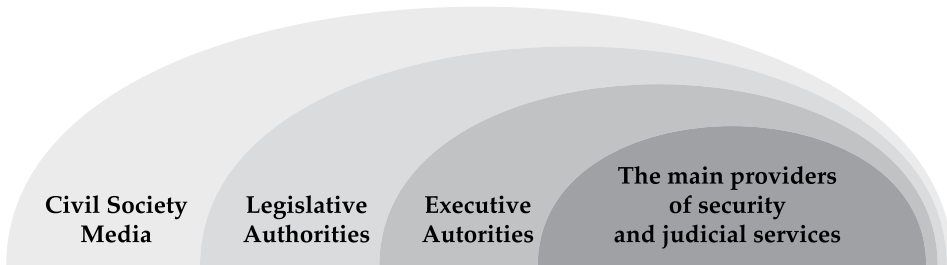 Civil Society
Media
Legislative
Authorities
Executive
Autorities
The main providers
of security
and judicial services